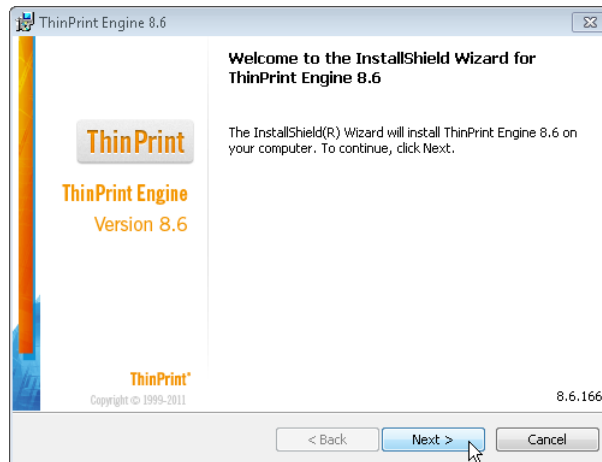 ThinPrint Engine 8.6
Welcome to the InstallShield Wizard for
ThinPrint Engine 8.6
The InstallShield(R) Wizard will install ThinPrint Engine 8.6 on
your computer. To continue, click Next.
ThinPrint
ThinPrint Engine
Version 8.6
ThinPrint®
Copyright © 1999-2011
8.6.166
< Back
Next >
Cancel